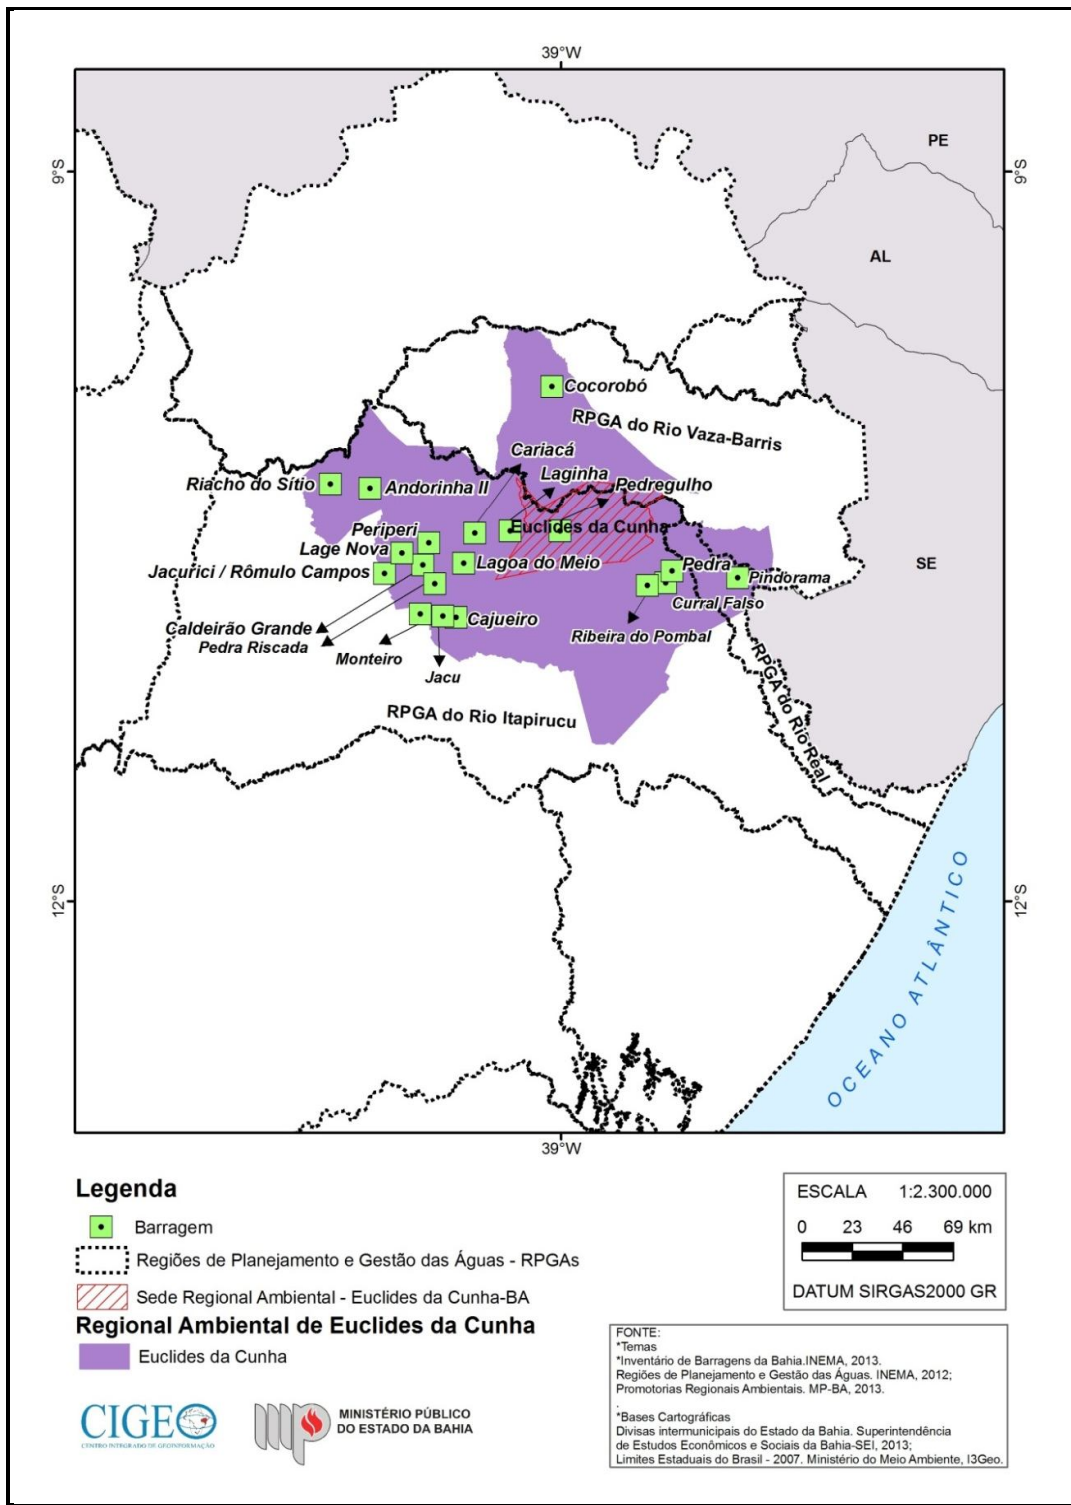 39°W
PE
9°S
9°S
AL
Cocorobó
RPGA do Rio Vaza-Barris
Cariacá
Laginha
Riacho do Sítio
Andorinha II
Pedregulho
Periperi
Euclides da Cunha
Lage Nova
Lagoa do Meio
Pedra
SE
Jacurici / Rômulo Campos
Pindorama
Curral Falso
Caldeirão Grande
Cajueiro
Ribeira do Pombal
Pedra Riscada
Monteiro
Jacu
RPGA do Rio Itapirucu
RPGA do Rio Real
12°S
12°S
OCEANO ATLÂNTICO
39°W
Legenda
Barragem
Regiões de Planejamento e Gestão das Águas - RPGAs
Sede Regional Ambiental - Euclides da Cunha-BA
Regional Ambiental de Euclides da Cunha
Euclides da Cunha
ESCALA 1:2.300.000
0 23 46 69 km
DATUM SIRGAS2000 GR
CIGEO
CENTRO INTEGRADO DE GEOINFORMAÇÃO
mp
MINISTÉRIO PÚBLICO
DO ESTADO DA BAHIA
FONTE:
*Temas
*Inventário de Barragens da Bahia.INEMA, 2013.
Regiões de Planejamento e Gestão das Águas. INEMA, 2012;
Promotorias Regionais Ambientais. MP-BA, 2013.
.
*Bases Cartográficas
Divisas intermunicipais do Estado da Bahia. Superintendência
de Estudos Econômicos e Sociais da Bahia-SEI, 2013;
Limites Estaduais do Brasil - 2007. Ministério do Meio Ambiente, I3Geo.